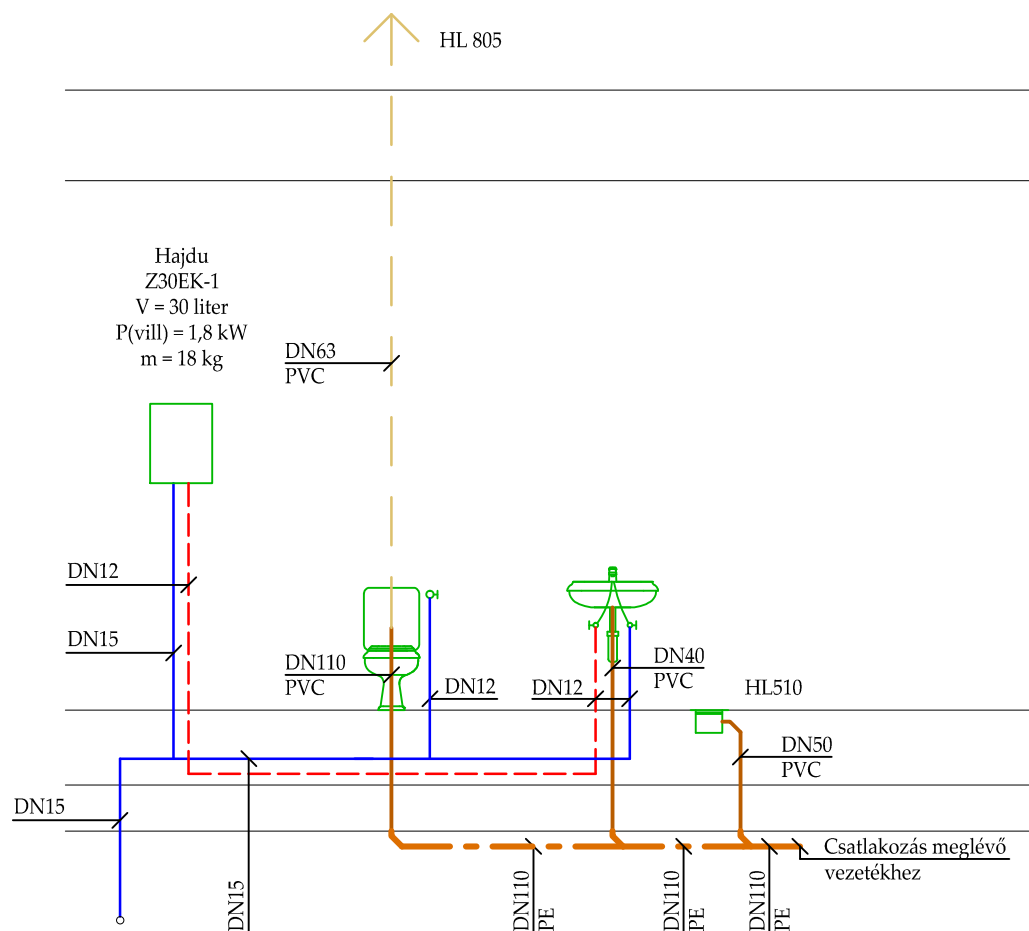 HL 805
Hajdu
Z30EK-1
V = 30 liter
P(vill) = 1,8 kW
m = 18 kg
DN63
PVC
DN12
DN15
DN110
PVC
DN12
DN12
DN40
PVC
HL510
DN50
PVC
DN15
Csatlakozás meglévő
vezetékhez
DN15
DN110
PE
DN110
PE
DN110
PE